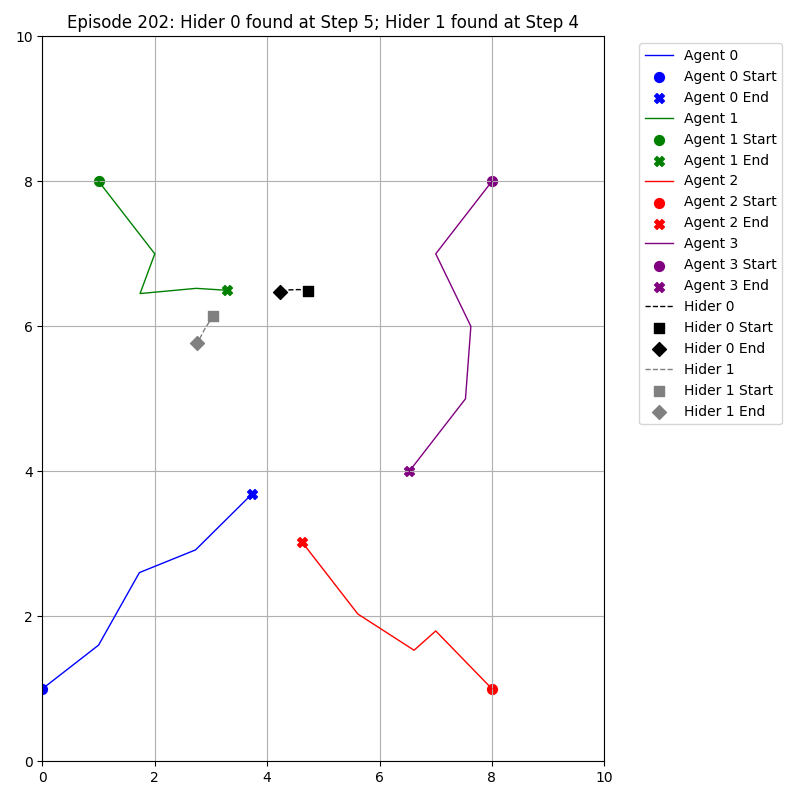 Episode 202: Hider 0 found at Step 5; Hider 1 found at Step 4
10
8
6
4
2
0
0 2 4 6 8 10
Agent 0
Agent 0 Start
Agent 0 End
Agent 1
Agent 1 Start
Agent 1 End
Agent 2
Agent 2 Start
Agent 2 End
Agent 3
Agent 3 Start
Agent 3 End
Hider 0
Hider 0 Start
Hider 0 End
Hider 1
Hider 1 Start
Hider 1 End